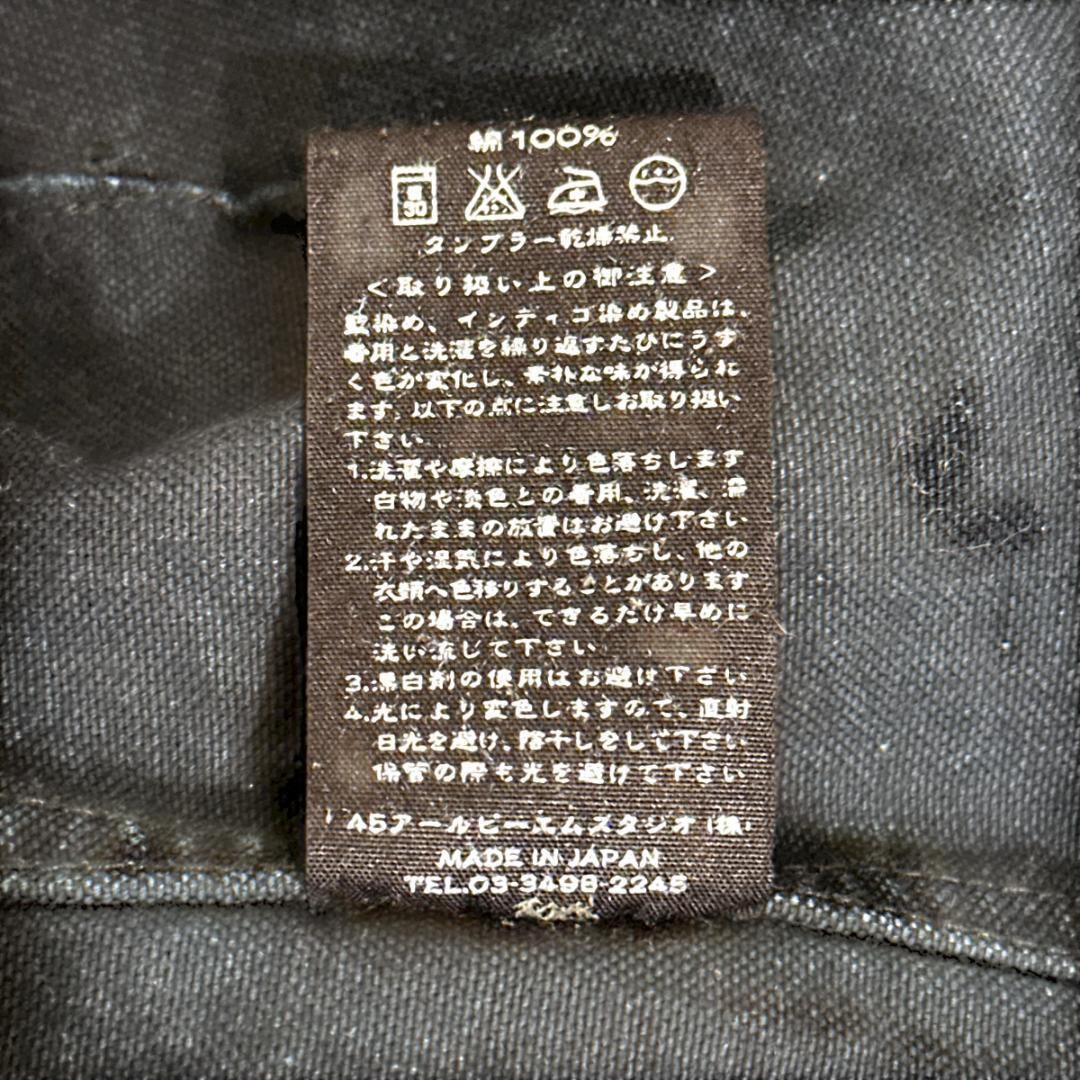 綿100%
弱
30
中
タンブラー乾燥禁止
＜取り扱い上の御注意＞
藍染め、インディゴ染め製品は、
着用と洗濯を繰り返すたびにうす
く色が変化し、素朴な味が得られ
ます。以下の点に注意しお取り扱い
下さい。
1.洗濯や摩擦により色落ちします
白物や淡色との着用、洗濯、濡
れたままの放置はお避け下さい
2.汗や湿気により色落ちし、他の
衣類へ色移りすることがあります
この場合は、できるだけ早めに
洗い流して下さい
3.漂白剤の使用はお避け下さい
4.光により変色しますので、直射
日光を避け、陰干しをして下さい
保管の際も光を避けて下さい
45アールピーエムスタジオ(株)
MADE IN JAPAN
TEL.03-3498-2248